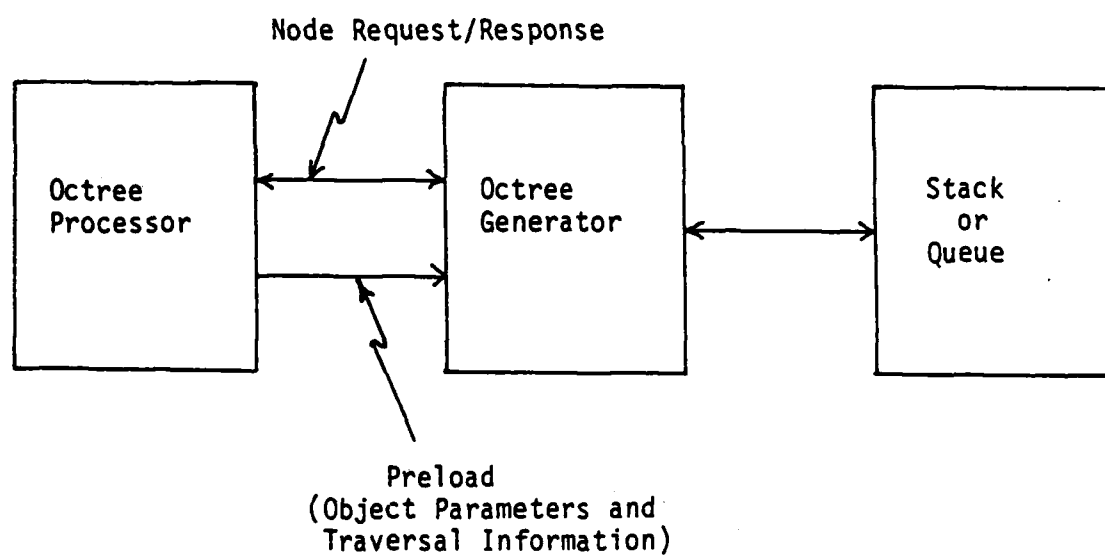 Node Request/Response
Octree
Processor
Octree
Generator
Stack
or
Queue
Preload
(Object Parameters and
Traversal Information)